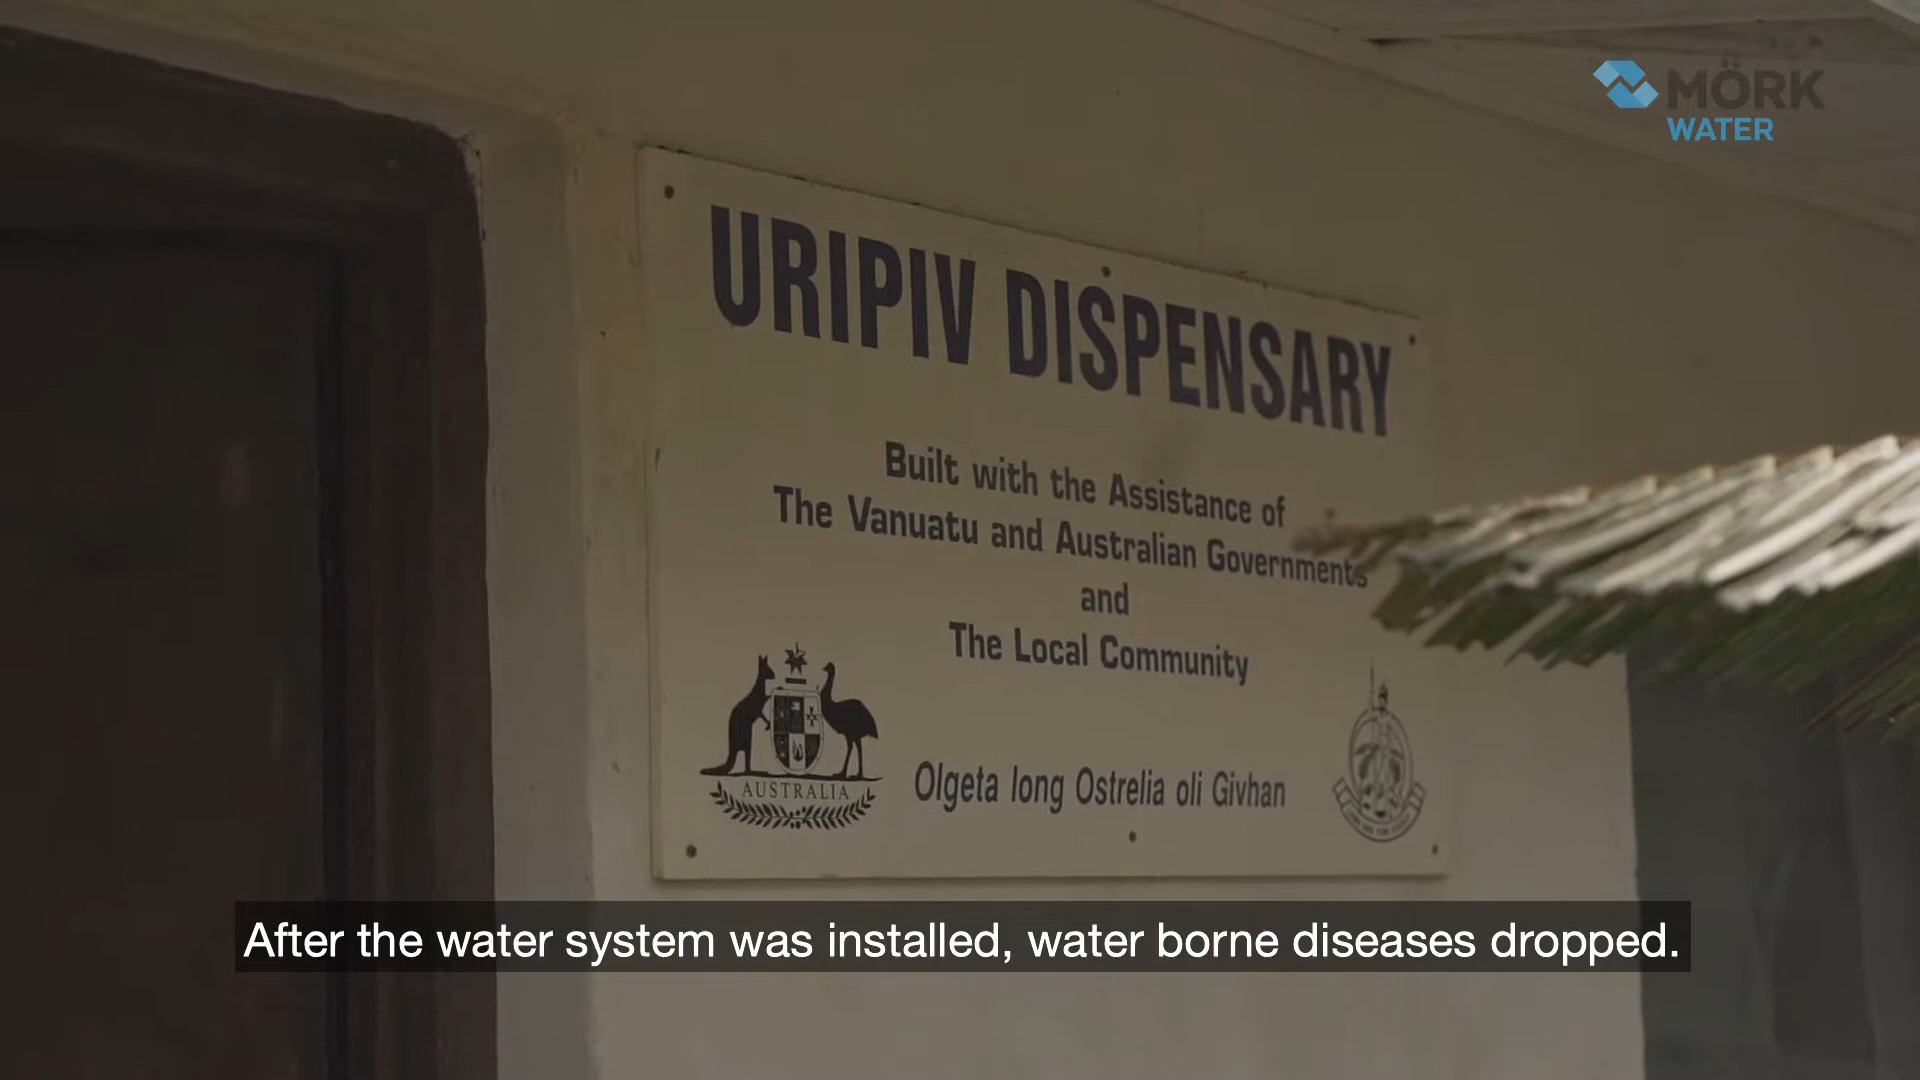 MÖRK
WATER
URIPIV DISPENSARY
Built with the Assistance of
The Vanuatu and Australian Governments
and
The Local Community
AUSTRALIA
Olgeta long Ostrelia oli Givhan
After the water system was installed, water borne diseases dropped.